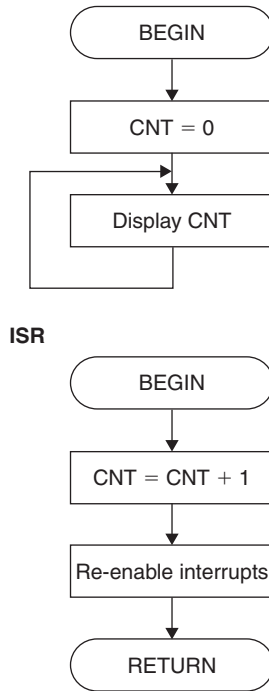 BEGIN
CNT = 0
Display CNT
ISR
BEGIN
CNT = CNT + 1
Re-enable interrupts
RETURN